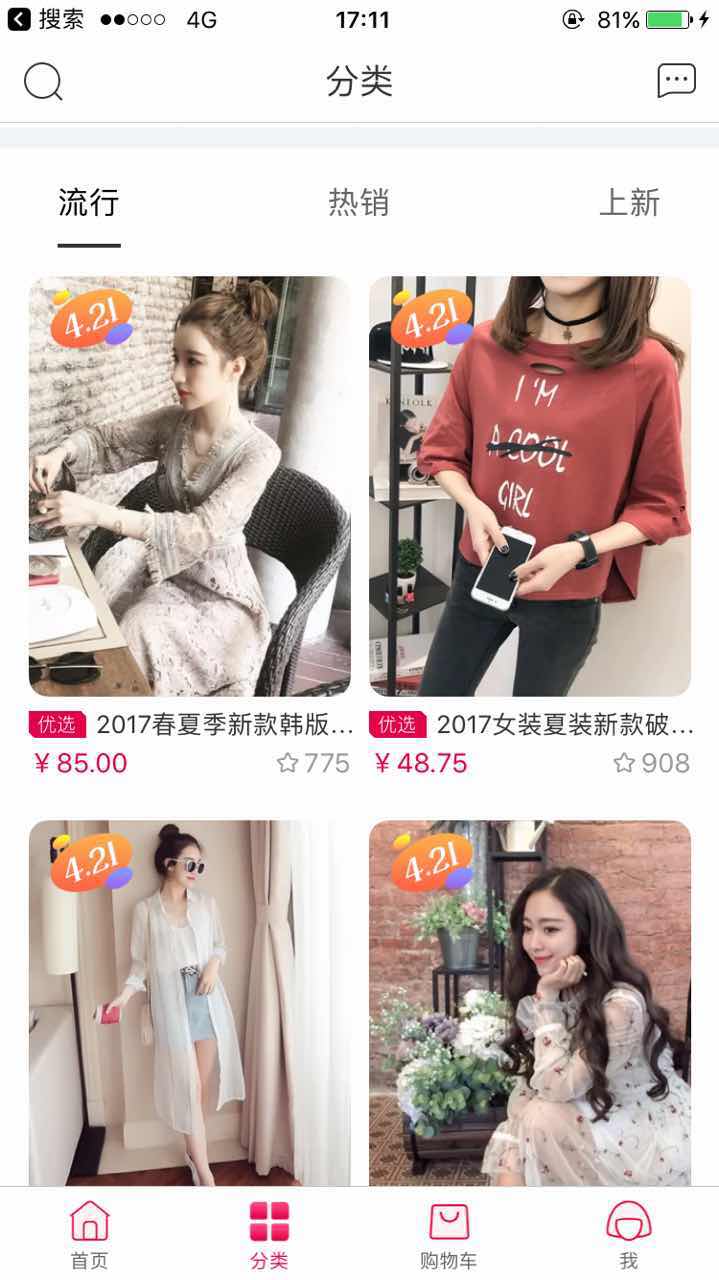 搜索 4G 17:11 81%
分类
流行 热销 上新
4.21 4.21
I'M
A COOL
GIRL
优选 2017春夏季新款韩版... 优选 2017女装夏装新款破...
¥85.00 775 ¥48.75 908
4.21 4.21
首页 分类 购物车 我